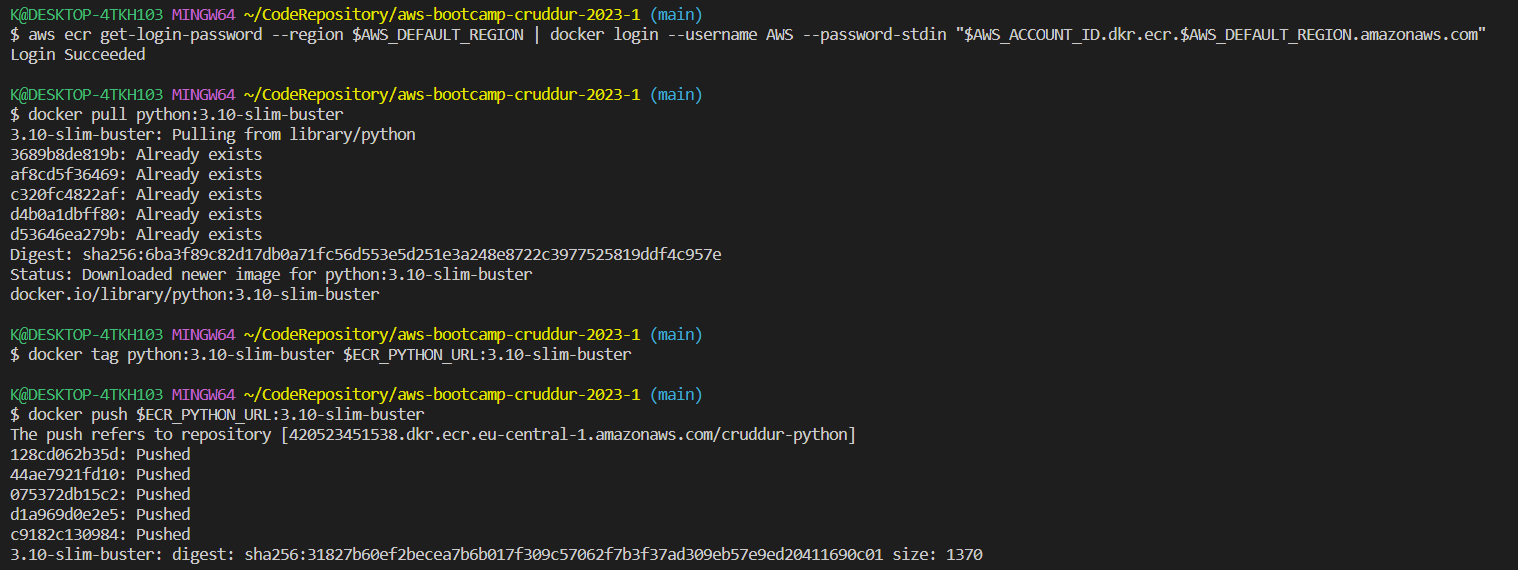 K@DESKTOP-4TKH103 MINGW64 ~/CodeRepository/aws-bootcamp-cruddur-2023-1 (main)
$ aws ecr get-login-password --region $AWS_DEFAULT_REGION | docker login --username AWS --password-stdin "$AWS_ACCOUNT_ID.dkr.ecr.$AWS_DEFAULT_REGION.amazonaws.com"
Login Succeeded
K@DESKTOP-4TKH103 MINGW64 ~/CodeRepository/aws-bootcamp-cruddur-2023-1 (main)
$ docker pull python:3.10-slim-buster
3.10-slim-buster: Pulling from library/python
3689b8de819b: Already exists
af8cd5f36469: Already exists
c320fc4822af: Already exists
d4b0a1dbff80: Already exists
d53646ea279b: Already exists
Digest: sha256:6ba3f89c82d17db0a71fc56d553e5d251e3a248e8722c3977525819ddf4c957e
Status: Downloaded newer image for python:3.10-slim-buster
docker.io/library/python:3.10-slim-buster
K@DESKTOP-4TKH103 MINGW64 ~/CodeRepository/aws-bootcamp-cruddur-2023-1 (main)
$ docker tag python:3.10-slim-buster $ECR_PYTHON_URL:3.10-slim-buster
K@DESKTOP-4TKH103 MINGW64 ~/CodeRepository/aws-bootcamp-cruddur-2023-1 (main)
$ docker push $ECR_PYTHON_URL:3.10-slim-buster
The push refers to repository [420523451538.dkr.ecr.eu-central-1.amazonaws.com/cruddur-python]
128cd062b35d: Pushed
44ae7921fd10: Pushed
075372db15c2: Pushed
d1a969d0e2e5: Pushed
c9182c130984: Pushed
3.10-slim-buster: digest: sha256:31827b60ef2becea7b6b017f309c57062f7b3f37ad309eb57e9ed20411690c01 size: 1370